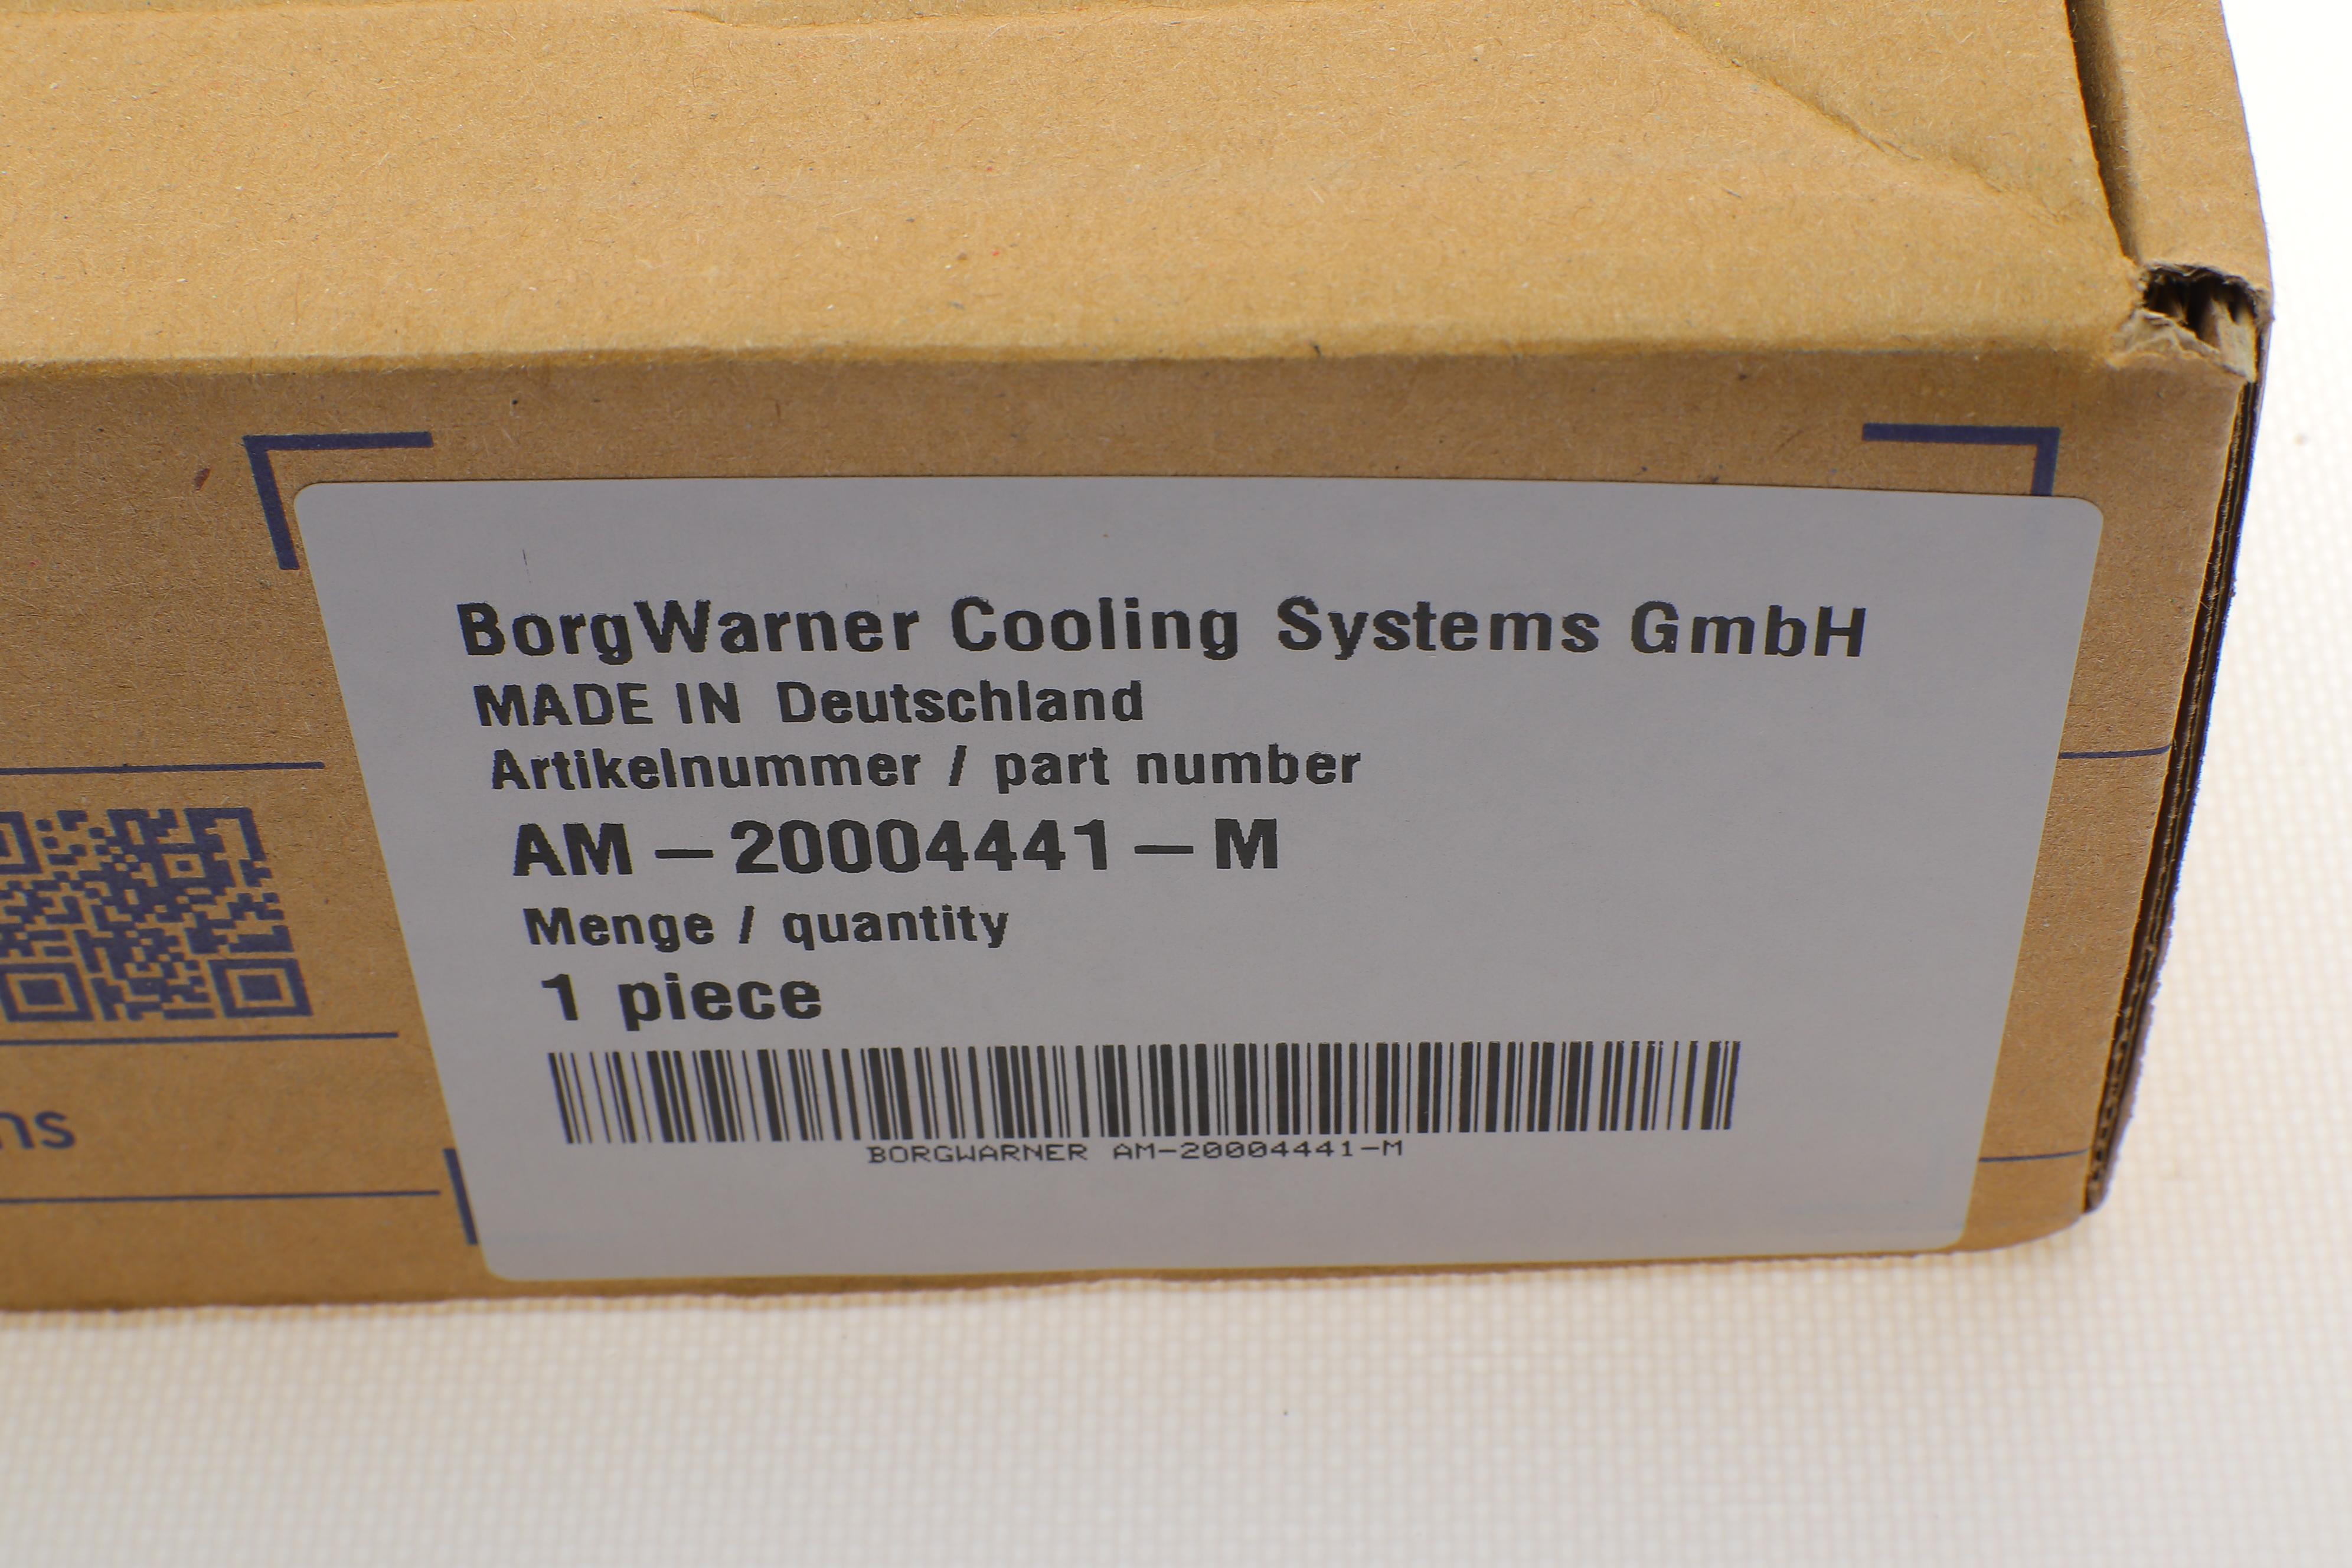 BorgWarner Cooling Systems GmbH
MADE IN Deutschland
Artikelnummer / part number
AM – 20004441 – M
Menge / quantity
1 piece
BORGWARNER AM-20004441-M